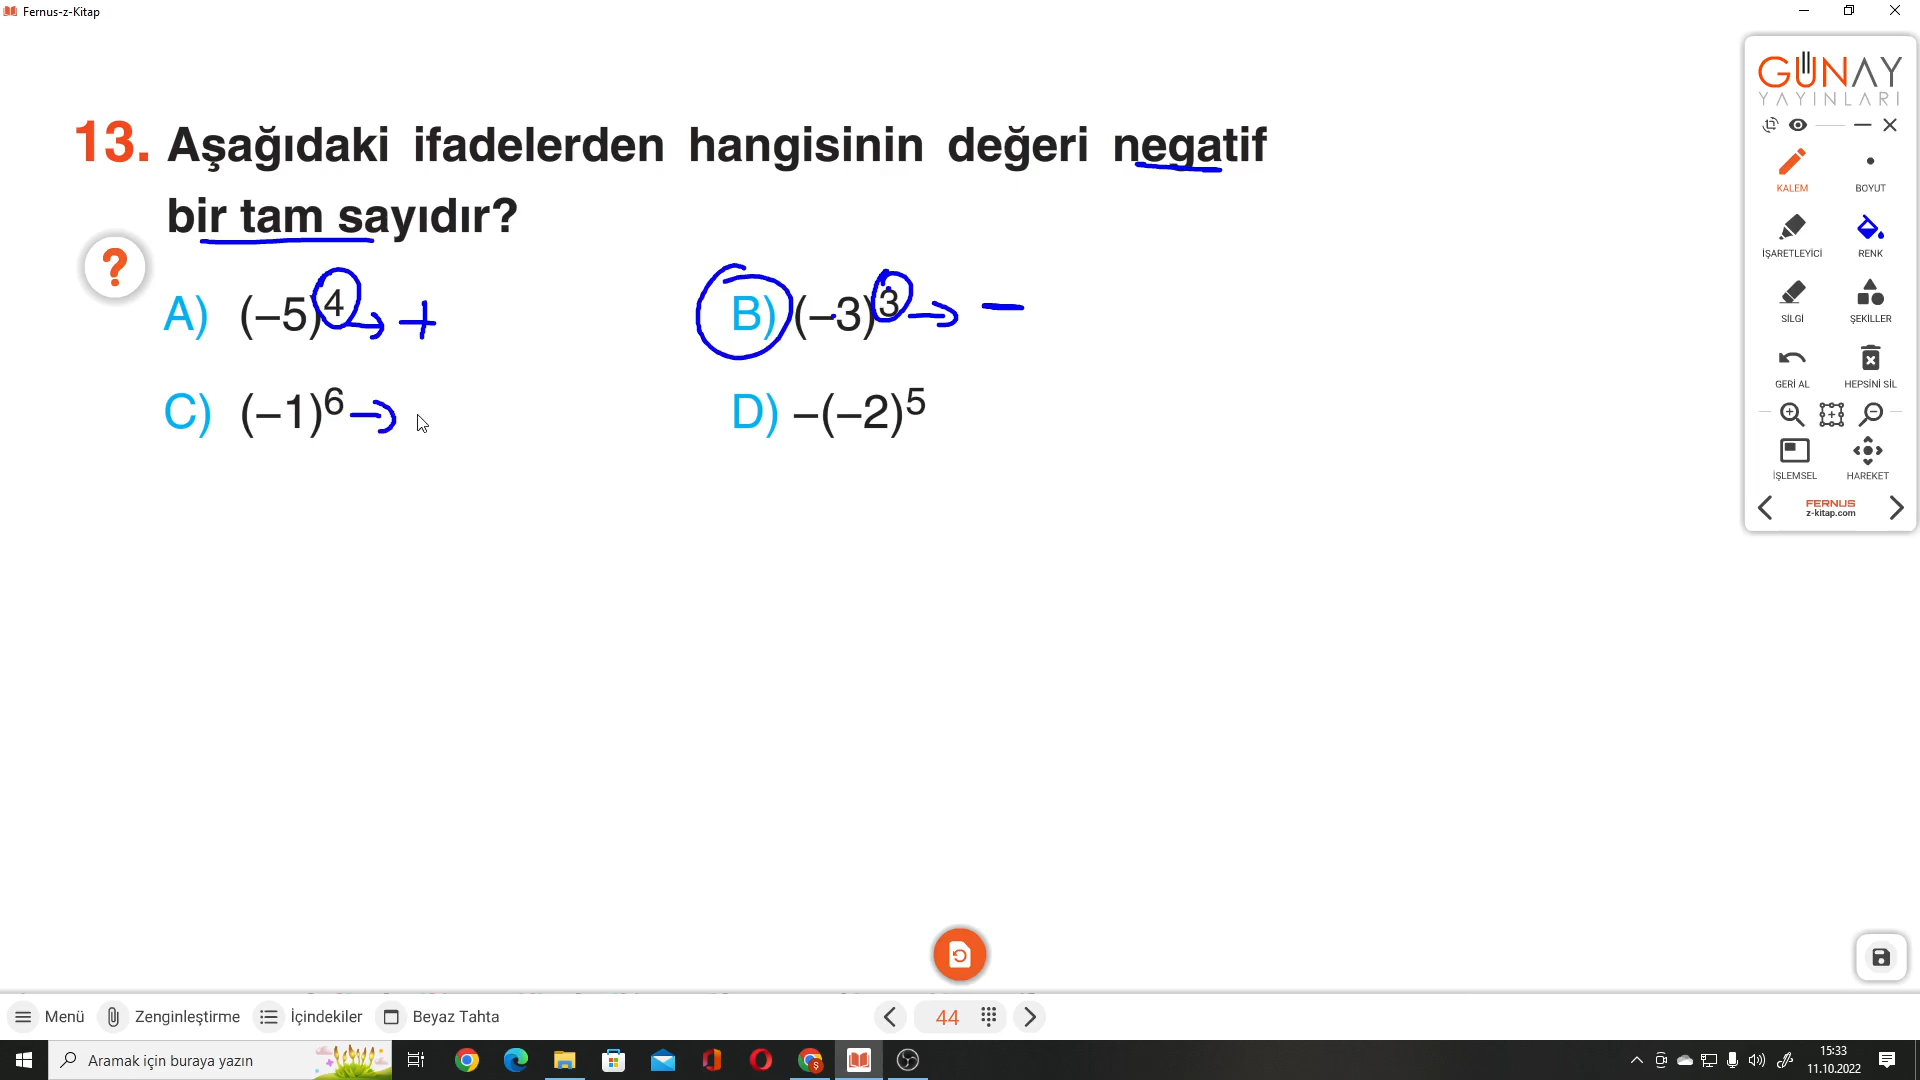 Fernus-z-Kitap
GÜNAY
YAYINLARI
13. Aşağıdaki ifadelerden hangisinin değeri negatif
bir tam sayıdır?
?
A) (−5)⁴ → +
B) (−3)³ → −
C) (−1)⁶ →
D) −(−2)⁵
KALEM
BOYUT
İŞARETLEYİCİ
RENK
SİLGİ
ŞEKİLLER
GERİ AL
HEPSİNİ SİL
İŞLEMSEL
HAREKET
FERNUS
z-kitap.com
Menü
Zenginleştirme
İçindekiler
Beyaz Tahta
44
Aramak için buraya yazın
15:33
11.10.2022